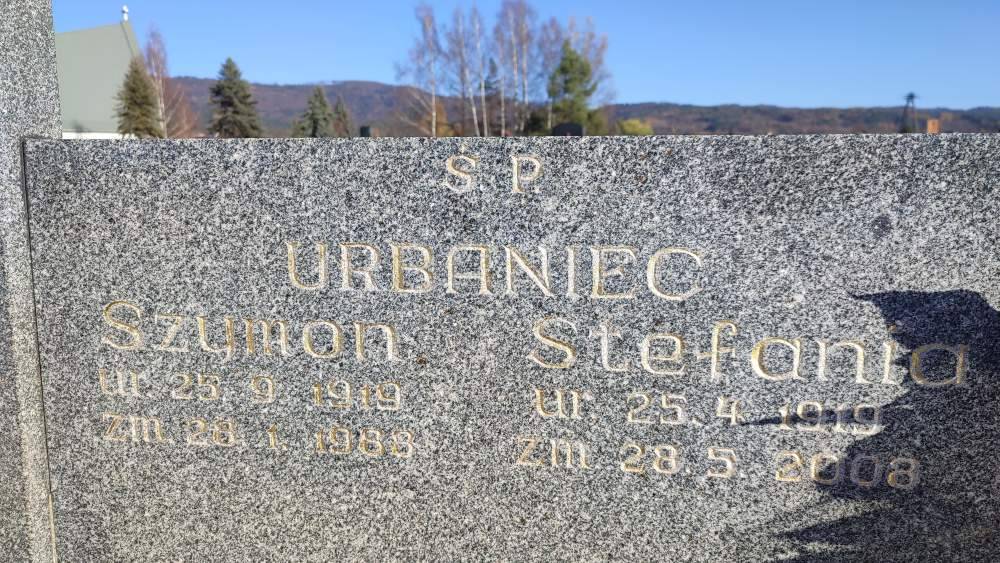 Ś. P.
URBANIEC
Szymon Stefania
ur. 25. 9. 1919 ur. 25. 4. 1919
zm. 28. 1. 1988 zm. 28. 5. 2008